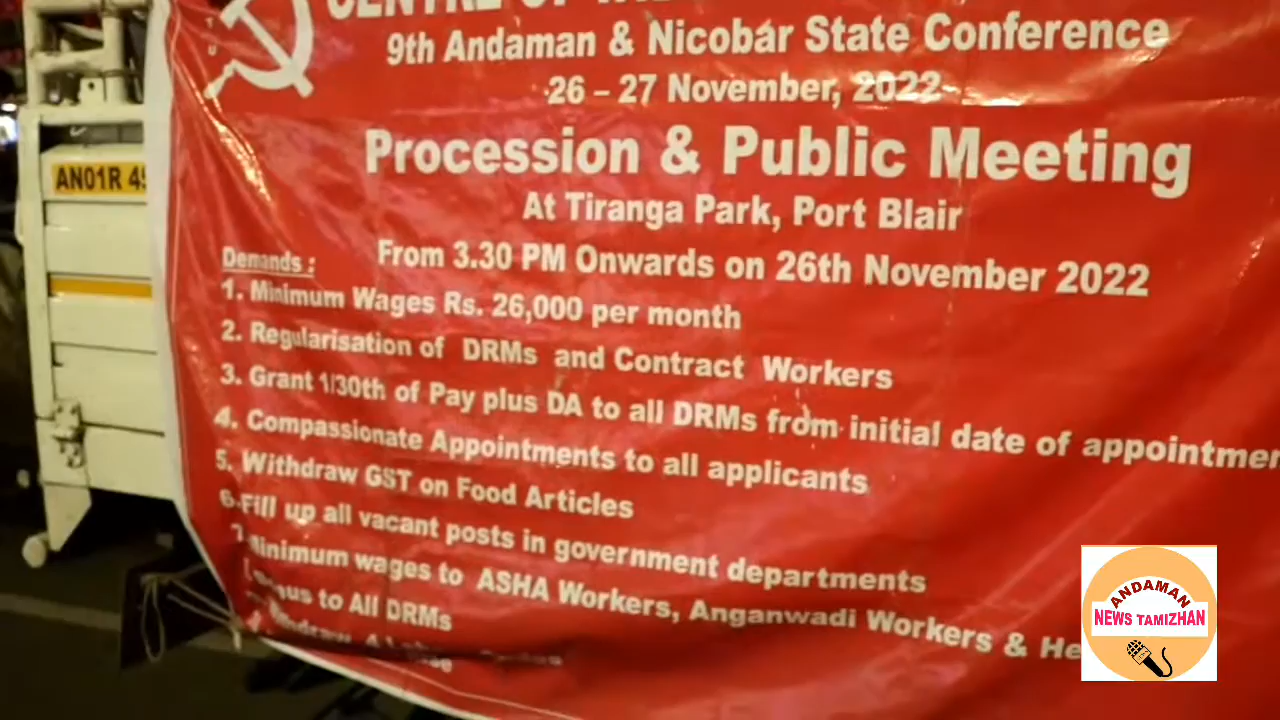 CENTRE OF
9th Andaman & Nicobar State Conference
26 – 27 November, 2022
Procession & Public Meeting
At Tiranga Park, Port Blair
From 3.30 PM Onwards on 26th November 2022
Demands :
1. Minimum Wages Rs. 26,000 per month
2. Regularisation of DRMs and Contract Workers
3. Grant 1/30th of Pay plus DA to all DRMs from initial date of
4. Compassionate Appointments to all applicants
5. Withdraw GST on Food Articles
6. Fill up all vacant posts in government departments
7. Minimum wages to ASHA Workers, Anganwadi Workers &
to All DRMs
AN01R
ANDAMAN
NEWS TAMIZHAN